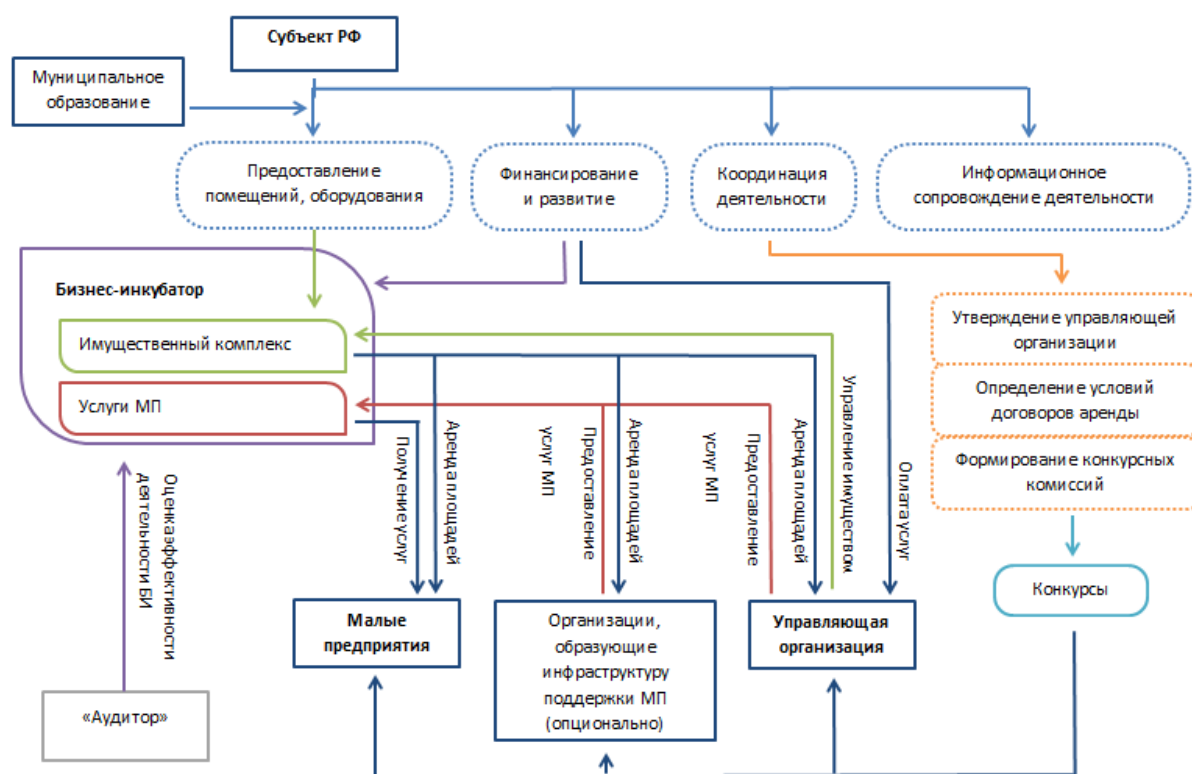 Субъект РФ
Муниципальное
образование
Предоставление
помещений, оборудования
Финансирование
и развитие
Координация
деятельности
Информационное
сопровождение деятельности
Бизнес-инкубатор
Имущественный комплекс
Услуги МП
Утверждение управляющей
организации
Определение условий
договоров аренды
Формирование конкурсных
комиссий
Оценка эффективности
деятельности БИ
Получение услуг
Аренда площадей
Предоставление
услуг МП
Аренда площадей
Предоставление
услуг МП
Аренда площадей
Управление имуществом
Оплата услуг
Конкурсы
Малые
предприятия
Организации,
образующие
инфраструктуру
поддержки МП
(опционально)
Управляющая
организация
«Аудитор»